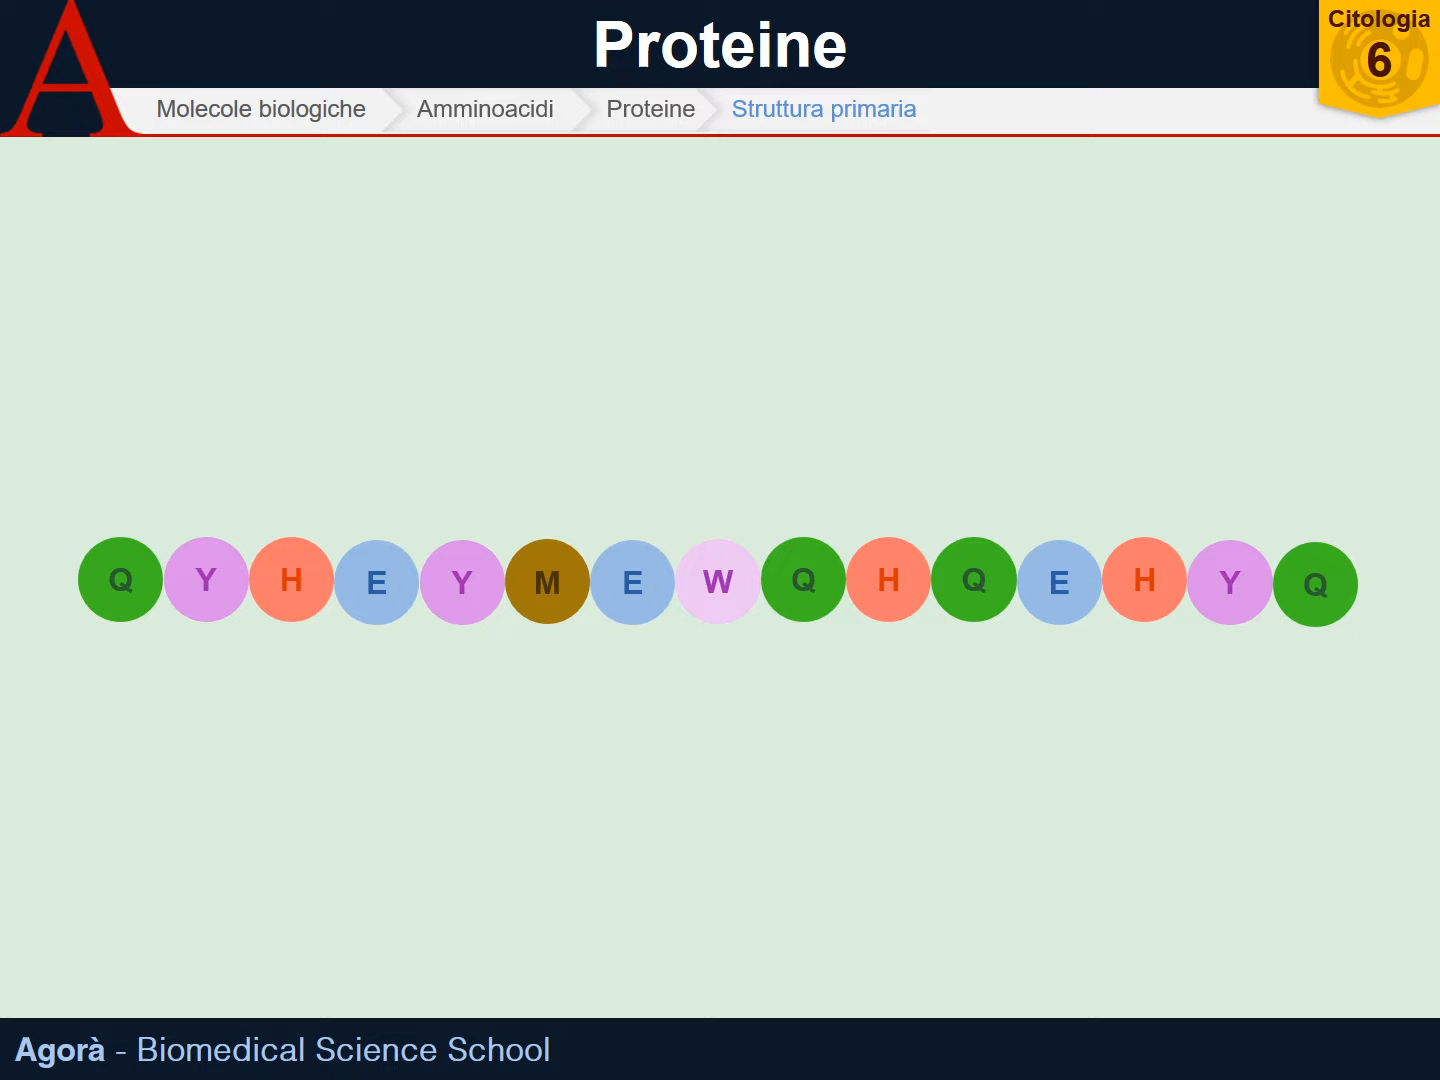 A
Proteine
Citologia
6
Molecole biologiche Amminoacidi Proteine Struttura primaria
Q Y H E Y M E W Q H Q E H Y Q
Agorà - Biomedical Science School